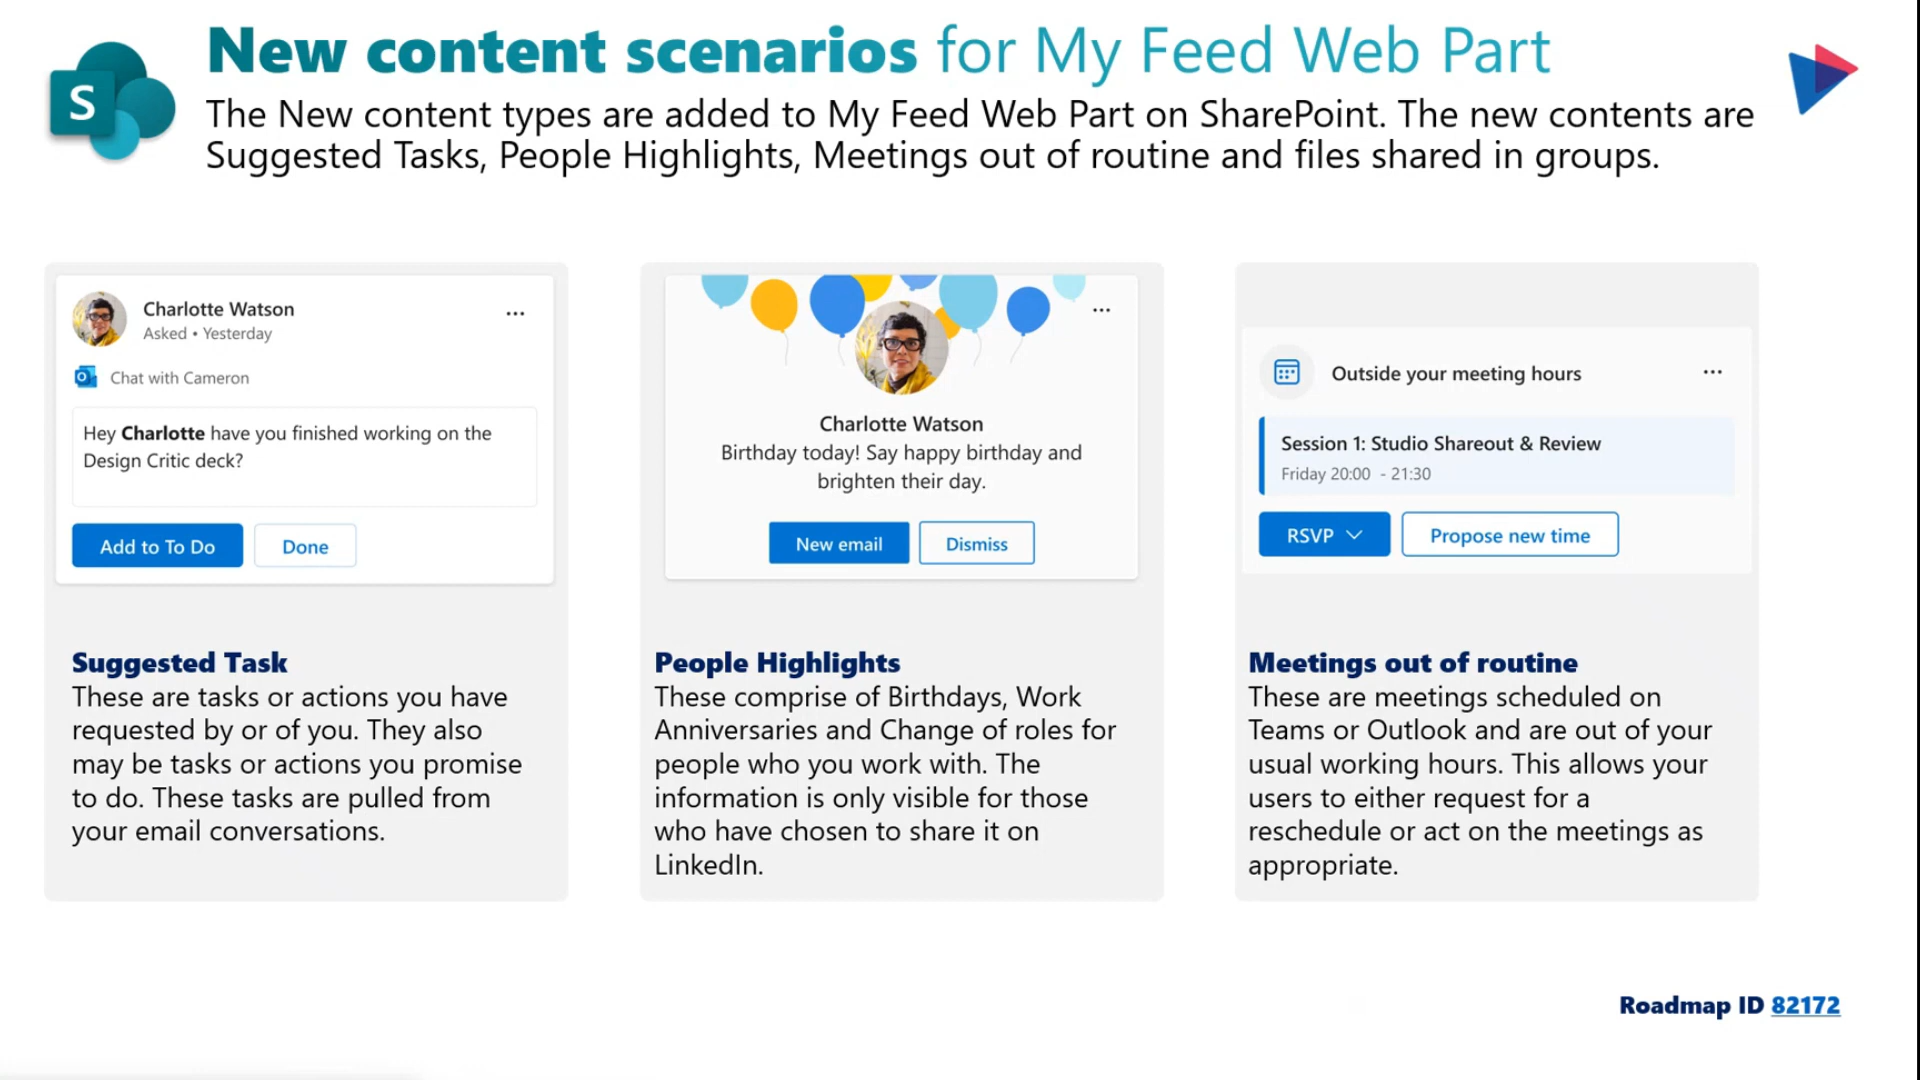 New content scenarios for My Feed Web Part
S
The New content types are added to My Feed Web Part on SharePoint. The new contents are
Suggested Tasks, People Highlights, Meetings out of routine and files shared in groups.
Charlotte Watson
Asked • Yesterday
Chat with Cameron
Hey Charlotte have you finished working on the
Design Critic deck?
Add to To Do
Done
Suggested Task
These are tasks or actions you have
requested by or of you. They also
may be tasks or actions you promise
to do. These tasks are pulled from
your email conversations.
Charlotte Watson
Birthday today! Say happy birthday and
brighten their day.
New email
Dismiss
People Highlights
These comprise of Birthdays, Work
Anniversaries and Change of roles for
people who you work with. The
information is only visible for those
who have chosen to share it on
LinkedIn.
Outside your meeting hours
Session 1: Studio Shareout & Review
Friday 20:00 - 21:30
RSVP
Propose new time
Meetings out of routine
These are meetings scheduled on
Teams or Outlook and are out of your
usual working hours. This allows your
users to either request for a
reschedule or act on the meetings as
appropriate.
Roadmap ID 82172